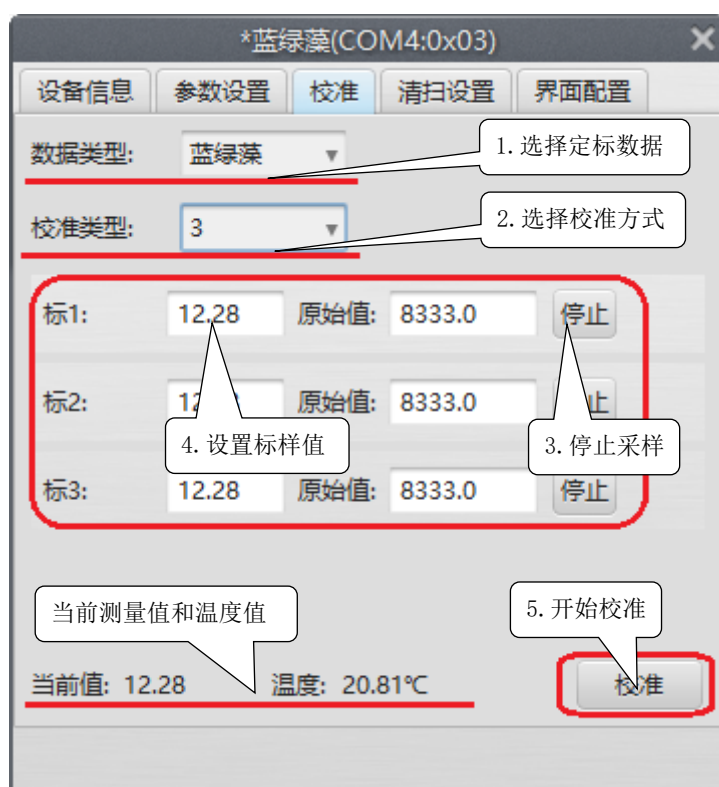 *蓝绿藻(COM4:0x03)
设备信息 参数设置 校准 清扫设置 界面配置
数据类型: 蓝绿藻
1.选择定标数据
校准类型: 3
2.选择校准方式
标1: 12.28 原始值: 8333.0 停止
标2: 原始值: 8333.0
4.设置标样值
3.停止采样
标3: 12.28 原始值: 8333.0 停止
当前测量值和温度值
5.开始校准
当前值: 12.28 温度: 20.81℃ 校准